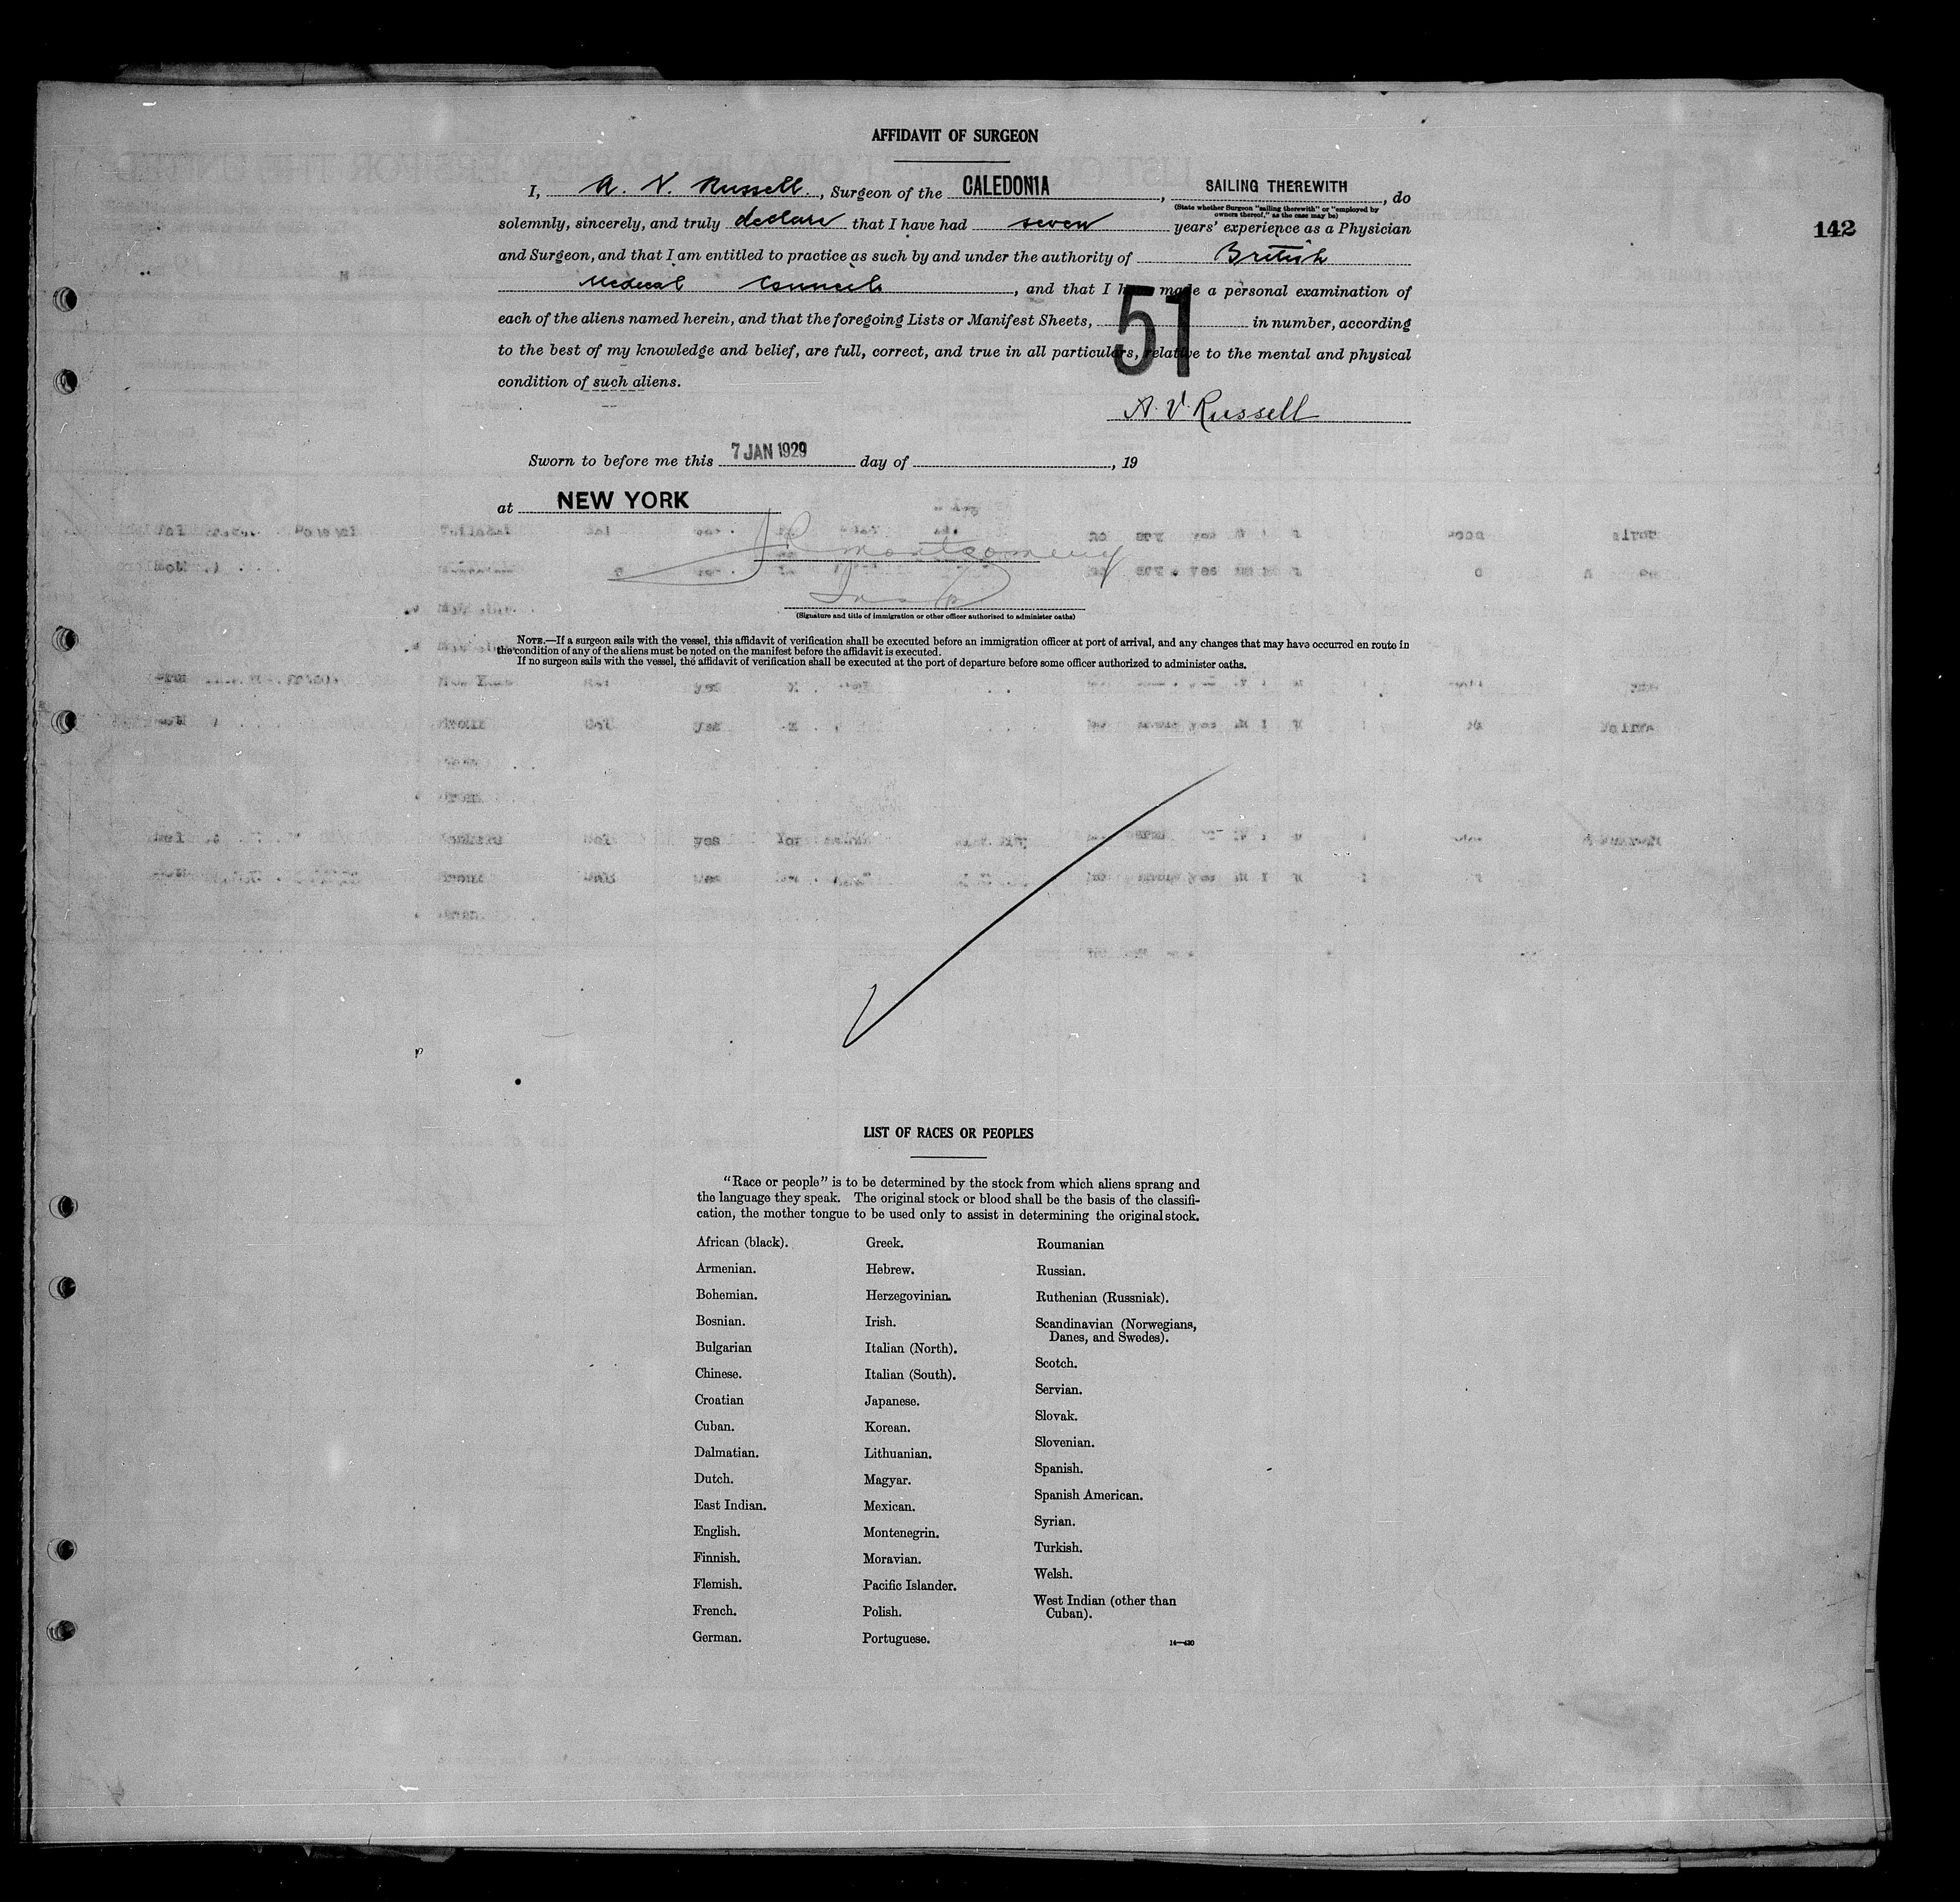 AFFIDAVIT OF SURGEON
I, A. V. Russell, Surgeon of the CALEDONIA, SAILING THEREWITH, do
(State whether Surgeon "sailing therewith" or "employed by
owners thereof," as the case may be)
142
solemnly, sincerely, and truly declare that I have had seven years' experience as a Physician
and Surgeon, and that I am entitled to practice as such by and under the authority of British
Medical Council, and that I have made a personal examination of
each of the aliens named herein, and that the foregoing Lists or Manifest Sheets, 51 in number, according
to the best of my knowledge and belief, are full, correct, and true in all particulars, relative to the mental and physical
condition of such aliens.
A. V. Russell
Sworn to before me this 7 JAN 1929 day of , 19
at NEW YORK
Montgomery
Insp
(Signature and title of immigration or other officer authorized to administer oaths)
NOTE.—If a surgeon sails with the vessel, this affidavit of verification shall be executed before an immigration officer at port of arrival, and any changes that may have occurred en route in
the condition of any of the aliens must be noted on the manifest before the affidavit is executed.
If no surgeon sails with the vessel, the affidavit of verification shall be executed at the port of departure before some officer authorized to administer oaths.
LIST OF RACES OR PEOPLES
"Race or people" is to be determined by the stock from which aliens sprang and
the language they speak. The original stock or blood shall be the basis of the classifi-
cation, the mother tongue to be used only to assist in determining the original stock.
African (black).
Armenian.
Bohemian.
Bosnian.
Bulgarian
Chinese.
Croatian
Cuban.
Dalmatian.
Dutch.
East Indian.
English.
Finnish.
Flemish.
French.
German.
Greek.
Hebrew.
Herzegovinian.
Irish.
Italian (North).
Italian (South).
Japanese.
Korean.
Lithuanian.
Magyar.
Mexican.
Montenegrin.
Moravian.
Pacific Islander.
Polish.
Portuguese.
Roumanian
Russian.
Ruthenian (Russniak).
Scandinavian (Norwegians,
Danes, and Swedes).
Scotch.
Servian.
Slovak.
Slovenian.
Spanish.
Spanish American.
Syrian.
Turkish.
Welsh.
West Indian (other than
Cuban).
14—430